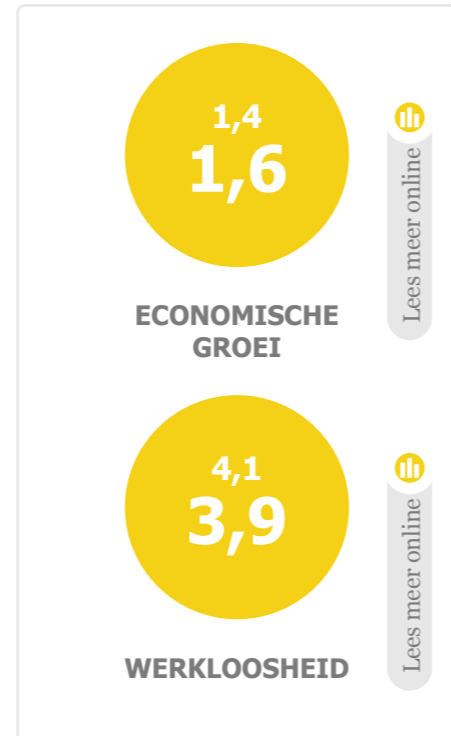 1,4
1,6
Lees meer online
ECONOMISCHE
GROEI
4,1
3,9
Lees meer online
WERKLOOSHEID